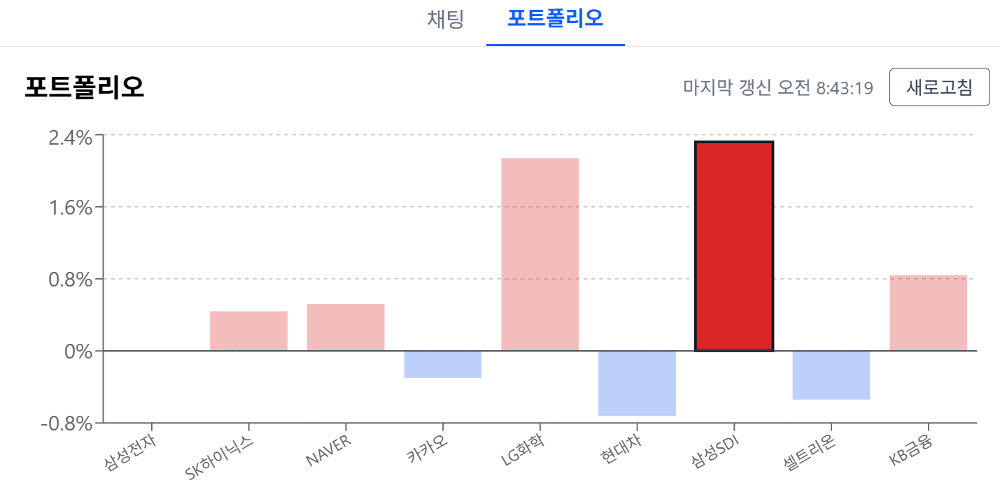 채팅
포트폴리오
포트폴리오
마지막 갱신 오전 8:43:19
새로고침
2.4%
1.6%
0.8%
0%
-0.8%
삼성전자
SK하이닉스
NAVER
카카오
LG화학
현대차
삼성SDI
셀트리온
KB금융